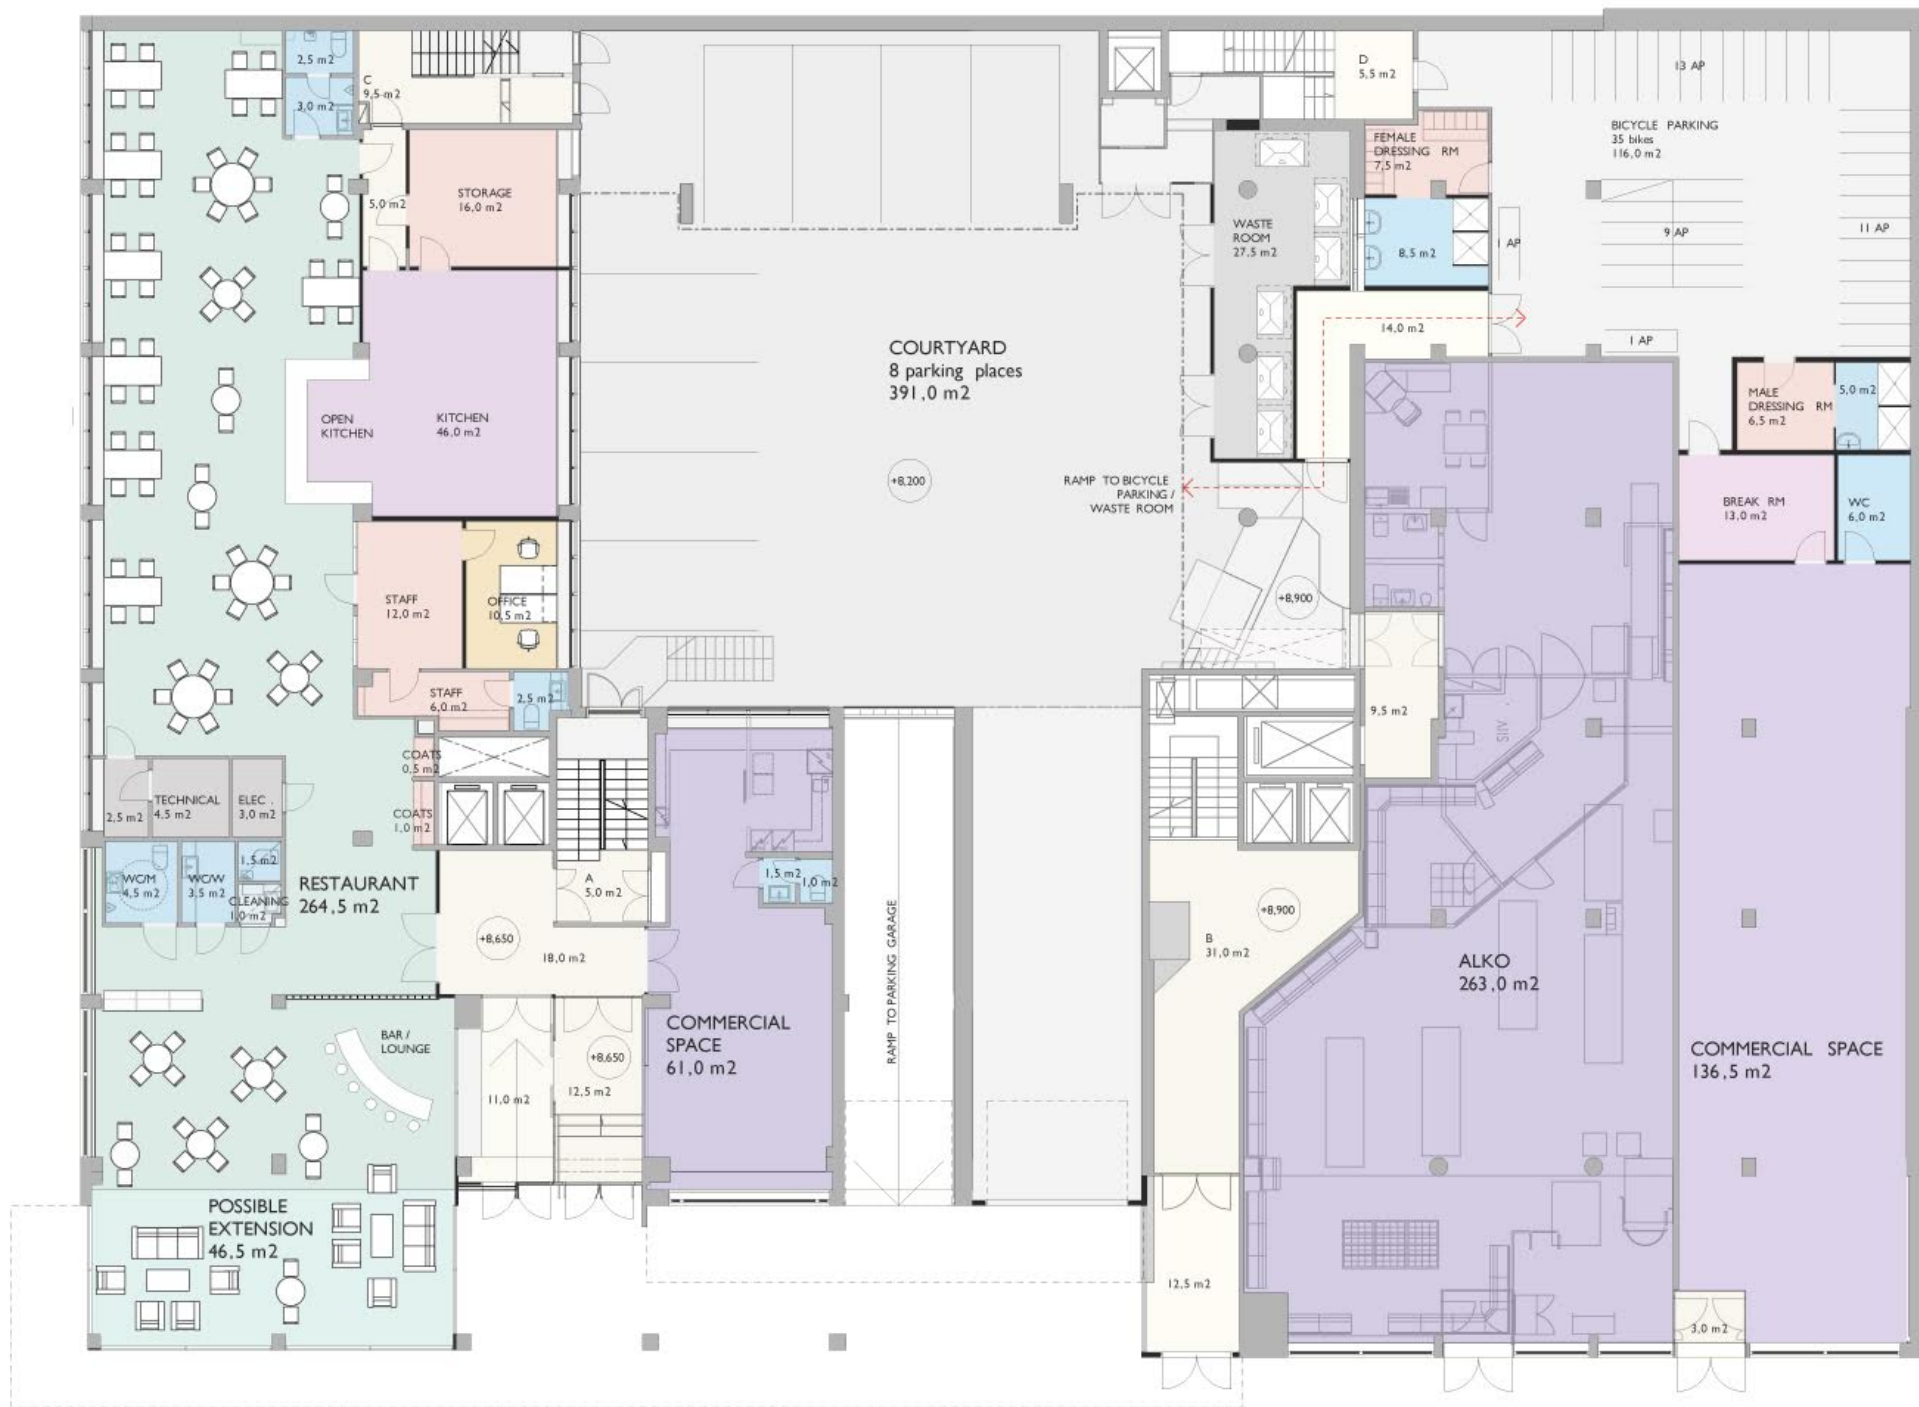 2,5 m2
3,0 m2
C
9,5 m2
STORAGE
16,0 m2
5,0 m2
OPEN
KITCHEN
KITCHEN
46,0 m2
STAFF
12,0 m2
OFFICE
10,5 m2
STAFF
6,0 m2
2,5 m2
COATS
0,5 m2
COATS
1,0 m2
2,5 m2
TECHNICAL
4,5 m2
ELEC.
3,0 m2
WC/M
4,5 m2
WC/W
3,5 m2
1,5 m2
CLEANING
1,0 m2
RESTAURANT
264,5 m2
BAR /
LOUNGE
POSSIBLE
EXTENSION
46,5 m2
A
5,0 m2
+8,650
18,0 m2
11,0 m2
+8,650
12,5 m2
1,5 m2
1,0 m2
COMMERCIAL
SPACE
61,0 m2
RAMP TO PARKING GARAGE
COURTYARD
8 parking places
391,0 m2
+8,200
RAMP TO BICYCLE
PARKING /
WASTE ROOM
+8,900
WASTE
ROOM
27,5 m2
D
5,5 m2
FEMALE
DRESSING RM
7,5 m2
8,5 m2
14,0 m2
13 AP
BICYCLE PARKING
35 bikes
116,0 m2
1 AP
9 AP
11 AP
1 AP
MALE
DRESSING RM
6,5 m2
5,0 m2
BREAK RM
13,0 m2
WC
6,0 m2
9,5 m2
SIIV.
B
31,0 m2
+8,900
12,5 m2
ALKO
263,0 m2
COMMERCIAL SPACE
136,5 m2
3,0 m2